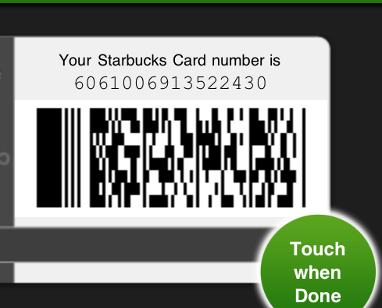 Your Starbucks Card number is
6061006913522430
Touch
when
Done